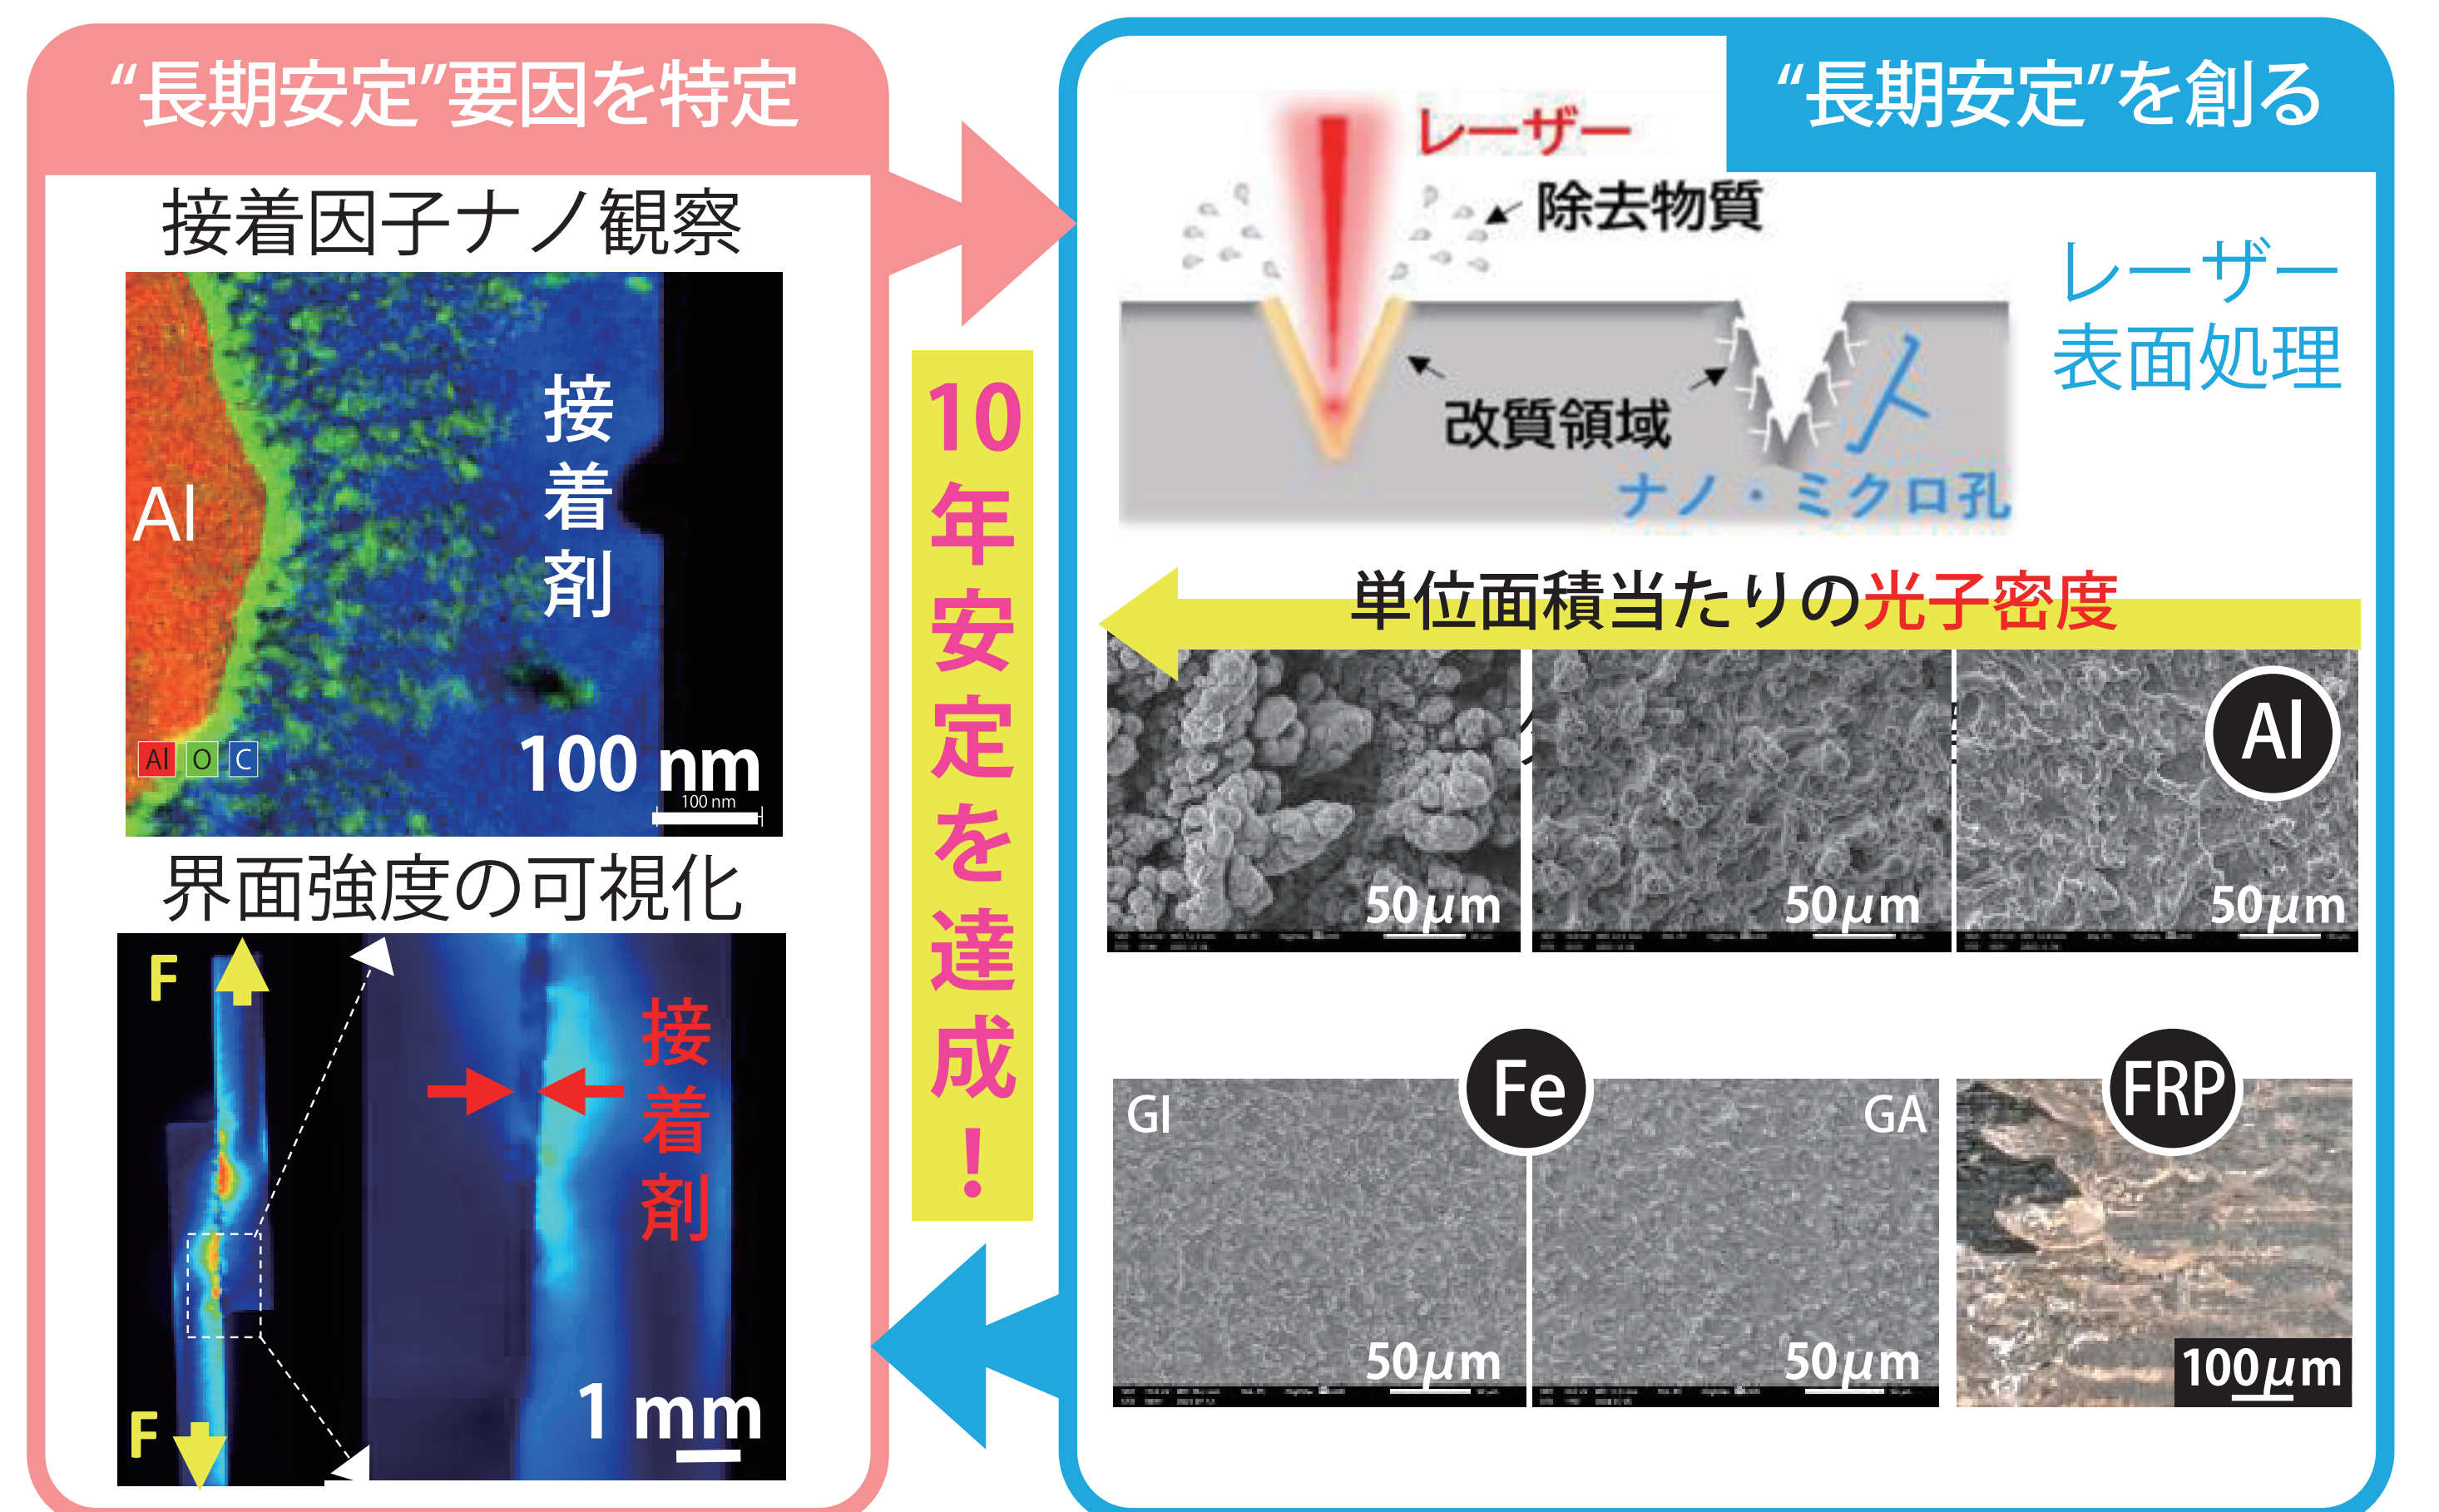 “長期安定”要因を特定
接着因子ナノ観察
Al
接着剤
Al O C
100 nm
100 nm
界面強度の可視化
F
接着剤
F
1 mm
10年安定を達成！
“長期安定”を創る
レーザー
除去物質
レーザー
表面処理
改質領域
ナノ・ミクロ孔
単位面積当たりの光子密度
Al
50μm
50μm
50μm
Fe
FRP
GI
GA
50μm
50μm
100μm